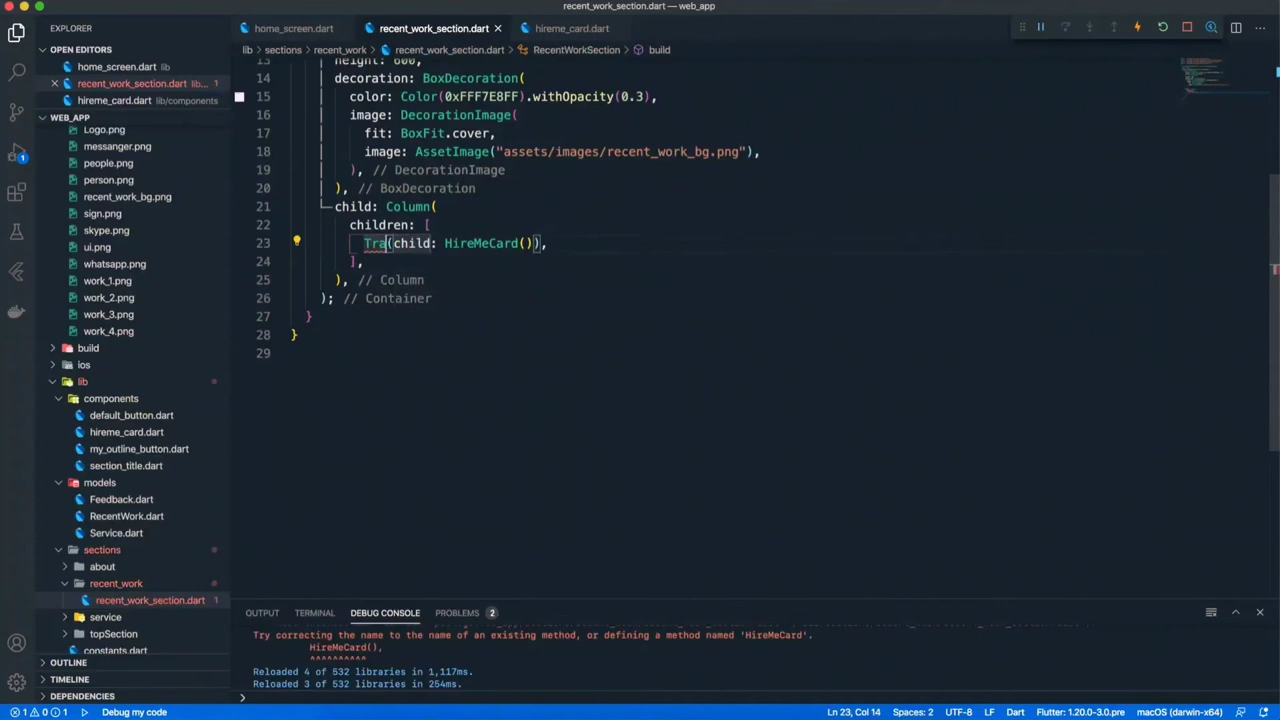 recent_work_section.dart — web_app
EXPLORER
home_screen.dart
recent_work_section.dart
hireme_card.dart
OPEN EDITORS
home_screen.dart lib
recent_work_section.dart lib... 1
hireme_card.dart lib/components
WEB_APP
Logo.png
messanger.png
people.png
person.png
recent_work_bg.png
sign.png
skype.png
ui.png
whatsapp.png
work_1.png
work_2.png
work_3.png
work_4.png
build
ios
lib
components
default_button.dart
hireme_card.dart
my_outline_button.dart
section_title.dart
models
Feedback.dart
RecentWork.dart
Service.dart
sections
about
recent_work
recent_work_section.dart 1
service
topSection
constants.dart
OUTLINE
TIMELINE
DEPENDENCIES
1
lib > sections > recent_work > recent_work_section.dart > RecentWorkSection > build
13 height: 600,
14 decoration: BoxDecoration(
15 color: Color(0xFFF7E8FF).withOpacity(0.3),
16 image: DecorationImage(
17 fit: BoxFit.cover,
18 image: AssetImage("assets/images/recent_work_bg.png"),
19 ), // DecorationImage
20 ), // BoxDecoration
21 child: Column(
22 children: [
23 Tra(child: HireMeCard()),
24 ],
25 ), // Column
26 ); // Container
27 }
28 }
29
OUTPUT TERMINAL DEBUG CONSOLE PROBLEMS 2
Try correcting the name to the name of an existing method, or defining a method named 'HireMeCard'.
HireMeCard(),
^^^^^^^^^^
Reloaded 4 of 532 libraries in 1,117ms.
Reloaded 3 of 532 libraries in 254ms.
>
1 0 1 Debug my code Ln 23, Col 14 Spaces: 2 UTF-8 LF Dart Flutter: 1.20.0-3.0.pre macOS (darwin-x64)